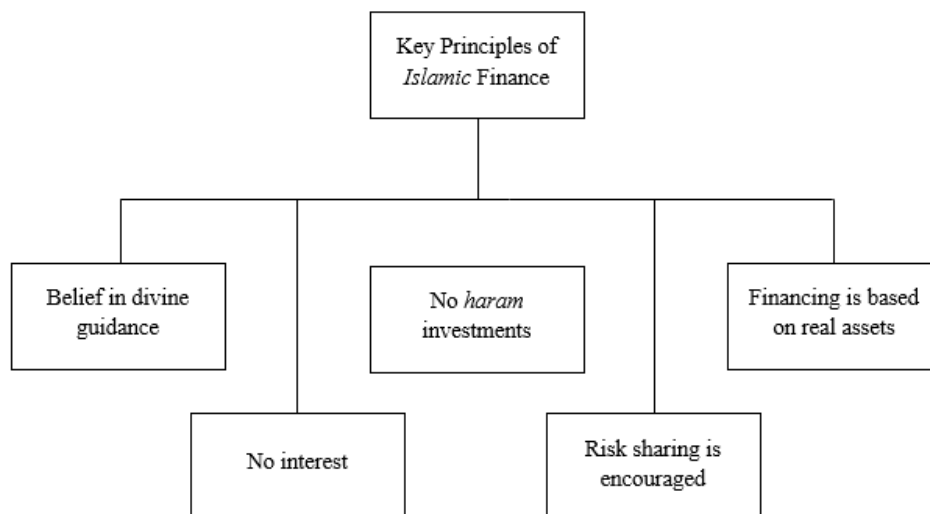 Key Principles of
Islamic Finance
Belief in divine
guidance
No haram
investments
Financing is based
on real assets
No interest
Risk sharing is
encouraged